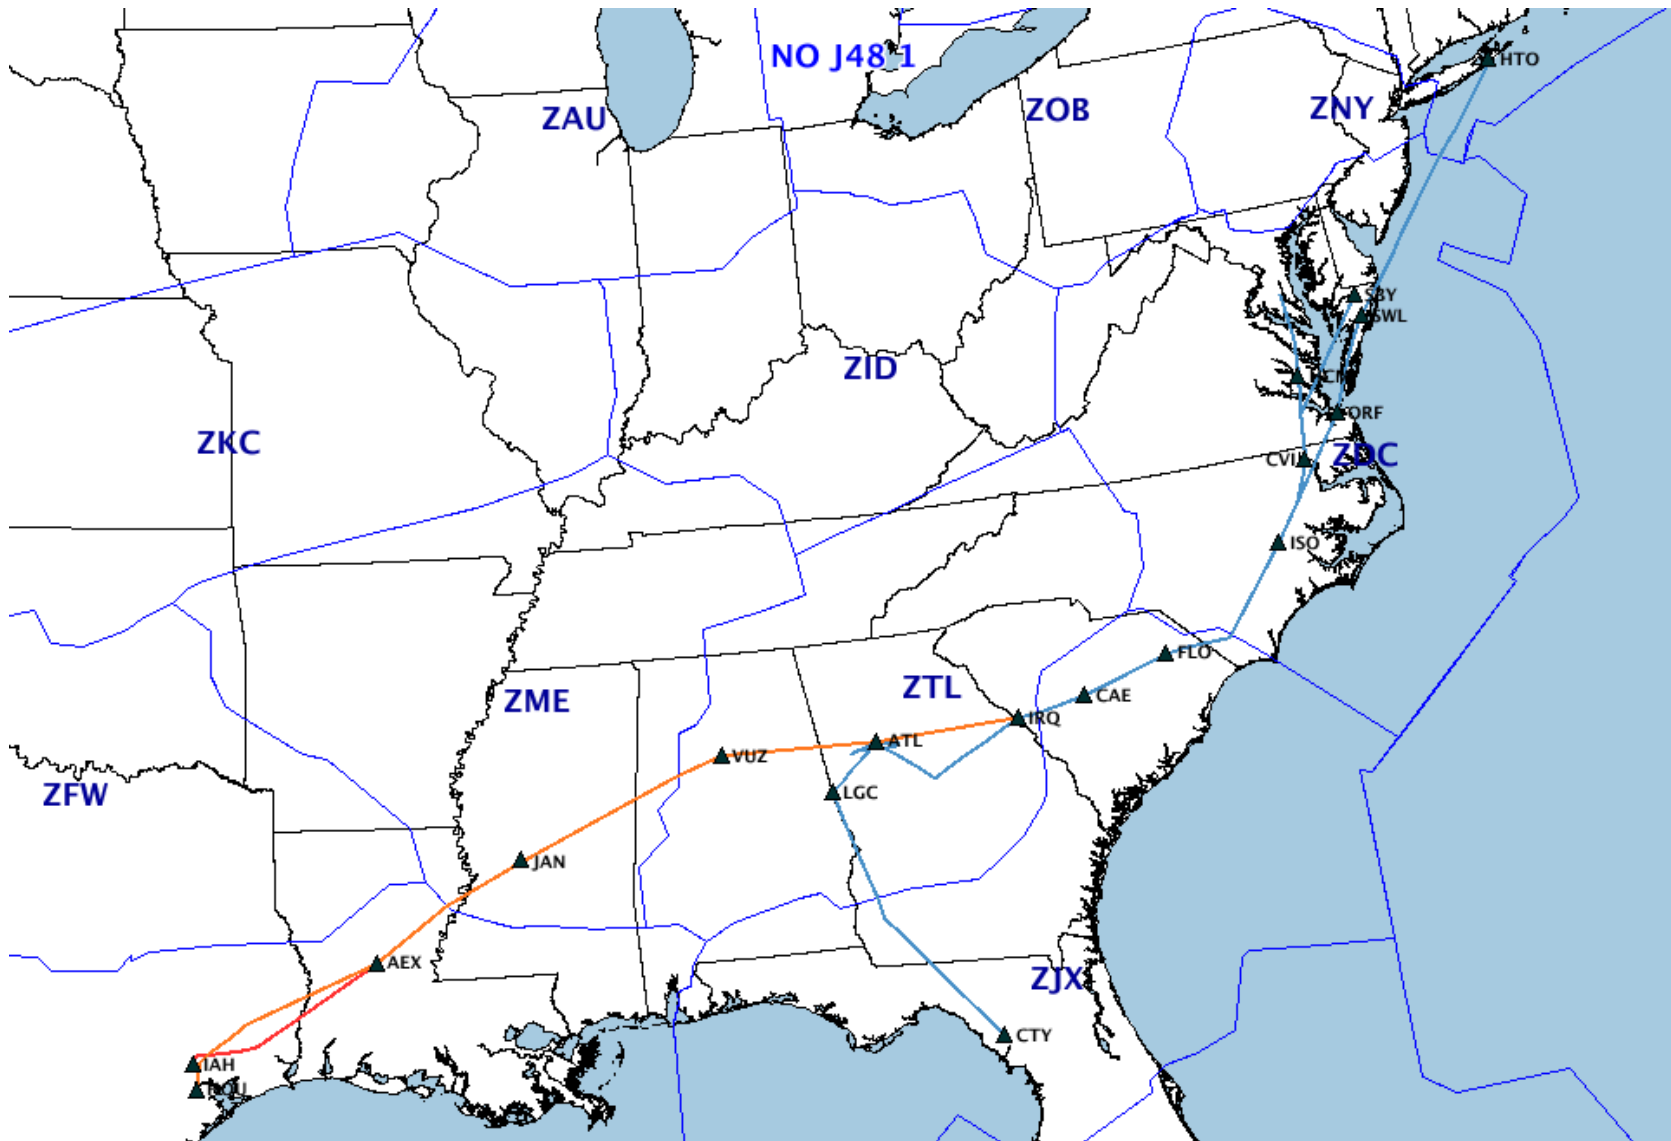 NO J48 1
HTO
ZAU
ZOB
ZNY
SBY
SWL
ZID
ORF
ZKC
CVI
ZDC
ISO
FLO
ZTL
CAE
ZME
IRQ
ATL
VUZ
ZFW
LGC
JAN
AEX
ZJX
CTY
IAH
HOU